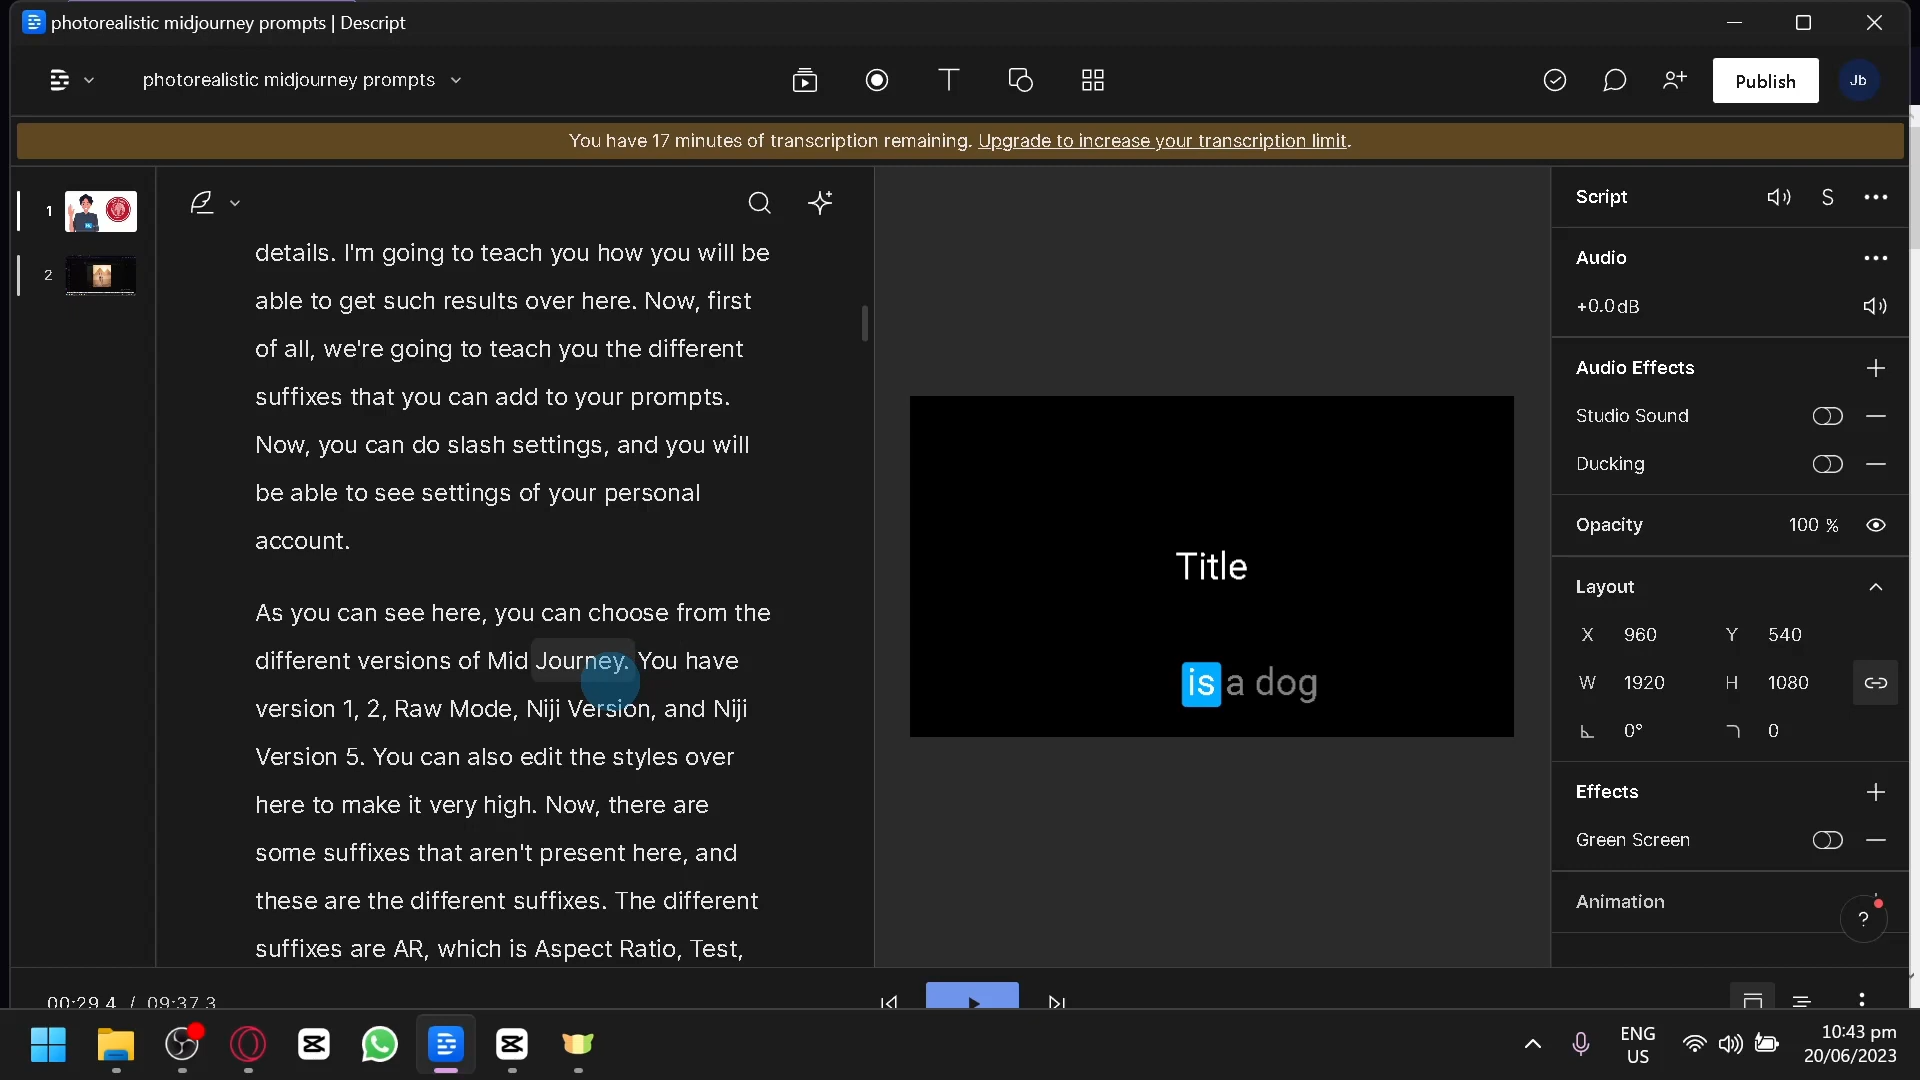 photorealistic midjourney prompts | Descript
photorealistic midjourney prompts
Publish
Jb
You have 17 minutes of transcription remaining. Upgrade to increase your transcription limit.
1
2
details. I'm going to teach you how you will be
able to get such results over here. Now, first
of all, we're going to teach you the different
suffixes that you can add to your prompts.
Now, you can do slash settings, and you will
be able to see settings of your personal
account.
As you can see here, you can choose from the
different versions of Mid Journey. You have
version 1, 2, Raw Mode, Niji Version, and Niji
Version 5. You can also edit the styles over
here to make it very high. Now, there are
some suffixes that aren't present here, and
these are the different suffixes. The different
suffixes are AR, which is Aspect Ratio, Test,
Title
is a dog
Script
S
Audio
+0.0dB
Audio Effects
Studio Sound
Ducking
Opacity
100 %
Layout
X 960 Y 540
W 1920 H 1080
0° 0
Effects
Green Screen
Animation
?
00:29.4 / 09:37.3
ENG
US
10:43 pm
20/06/2023